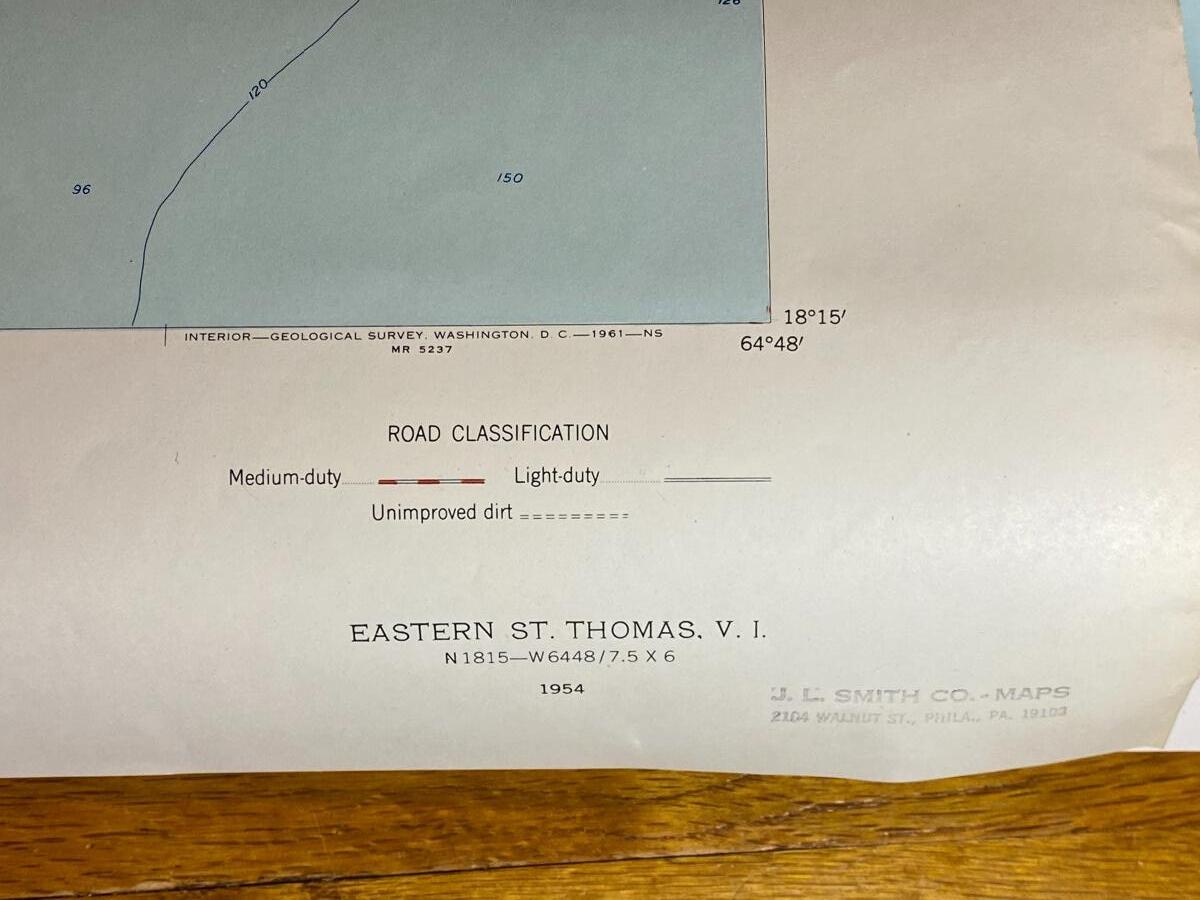 126
120
96
150
18°15′
INTERIOR—GEOLOGICAL SURVEY, WASHINGTON, D. C.—1961—NS
MR 5237
64°48′
ROAD CLASSIFICATION
Medium-duty
Light-duty
Unimproved dirt
EASTERN ST. THOMAS, V. I.
N1815—W6448/7.5 X 6
1954
J. L. SMITH CO. - MAPS
2104 WALNUT ST., PHILA., PA. 19103